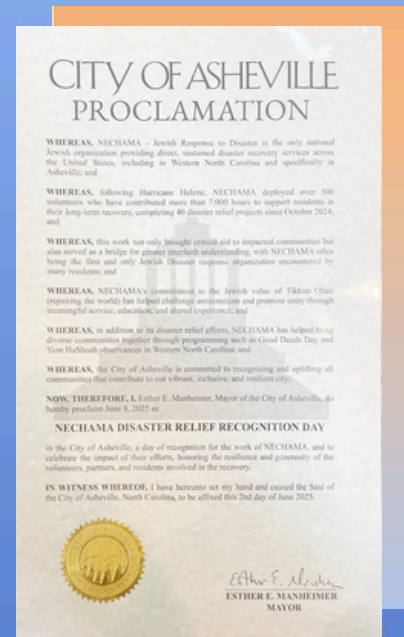 CITY OF ASHEVILLE
PROCLAMATION
WHEREAS, NECHAMA - Jewish Response to Disaster is the only national
Jewish organization providing direct, sustained disaster recovery services across
the United States, including in Western North Carolina and specifically in
Asheville; and
WHEREAS, following Hurricane Helene, NECHAMA deployed over 500
volunteers who have contributed more than 7,000 hours to support residents in
their long-term recovery, completing 40 disaster relief projects since October 2024;
and
WHEREAS, this work not only brought critical aid to impacted communities but
also served as a bridge for greater interfaith understanding, with NECHAMA often
being the first and only Jewish Disaster response organization encountered by
many residents; and
WHEREAS, NECHAMA's commitment to the Jewish value of Tikkun Olam
(repairing the world) has helped challenge antisemitism and promote unity through
meaningful service, education, and shared experience; and
WHEREAS, in addition to its disaster relief efforts, NECHAMA has helped bring
diverse communities together through programming such as Good Deeds Day and
Yom HaShoah observances in Western North Carolina; and
WHEREAS, the City of Asheville is committed to recognizing and uplifting all
communities that contribute to our vibrant, inclusive, and resilient city;
NOW, THEREFORE, I, Esther E. Manheimer, Mayor of the City of Asheville, do
hereby proclaim June 8, 2025 as
NECHAMA DISASTER RELIEF RECOGNITION DAY
in the City of Asheville, a day of recognition for the work of NECHAMA, and to
celebrate the impact of their efforts, honoring the resilience and generosity of the
volunteers, partners, and residents involved in the recovery.
IN WITNESS WHEREOF, I have hereunto set my hand and caused the Seal of
the City of Asheville, North Carolina, to be affixed this 2nd day of June 2025.
ESTHER E. MANHEIMER
MAYOR